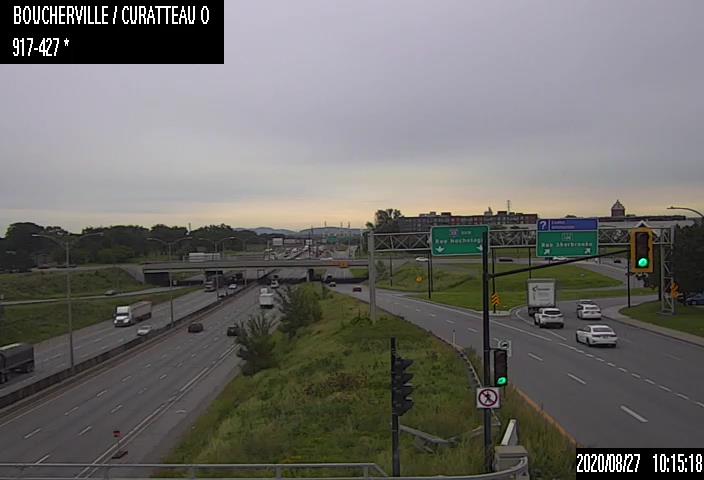 BOUCHERVILLE / CURATTEAU O
917-427 *
Rue Hochelaga
Rue Sherbrooke
2020/08/27 10:15:18